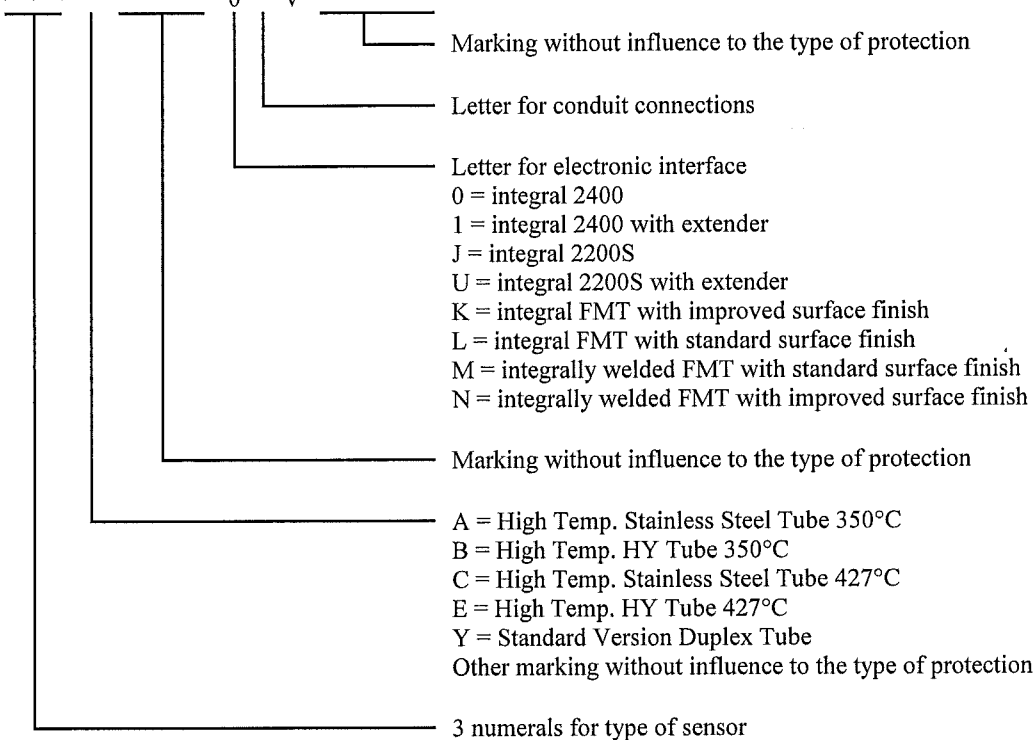 Marking without influence to the type of protection
Letter for conduit connections
Letter for electronic interface
0 = integral 2400
1 = integral 2400 with extender
J = integral 2200S
U = integral 2200S with extender
K = integral FMT with improved surface finish
L = integral FMT with standard surface finish
M = integrally welded FMT with standard surface finish
N = integrally welded FMT with improved surface finish
Marking without influence to the type of protection
A = High Temp. Stainless Steel Tube 350°C
B = High Temp. HY Tube 350°C
C = High Temp. Stainless Steel Tube 427°C
E = High Temp. HY Tube 427°C
Y = Standard Version Duplex Tube
Other marking without influence to the type of protection
3 numerals for type of sensor